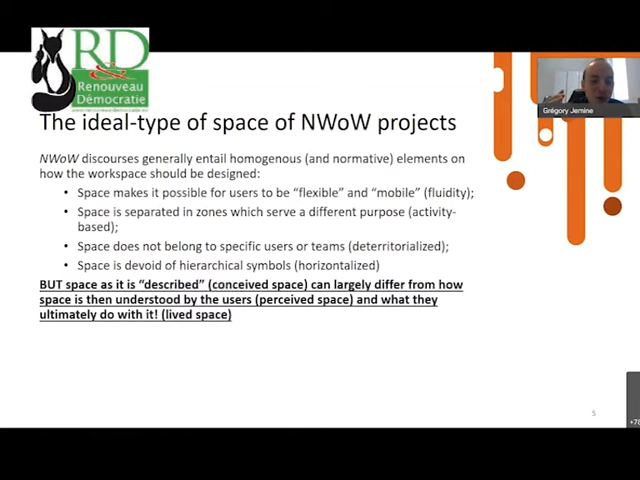 RD
&
Renouveau
Démocratie
Grégory Jemine
The ideal-type of space of NWoW projects
NWoW discourses generally entail homogenous (and normative) elements on
how the workspace should be designed:
• Space makes it possible for users to be “flexible” and “mobile” (fluidity);
• Space is separated in zones which serve a different purpose (activity-
based);
• Space does not belong to specific users or teams (deterritorialized);
• Space is devoid of hierarchical symbols (horizontalized)
BUT space as it is “described” (conceived space) can largely differ from how
space is then understood by the users (perceived space) and what they
ultimately do with it! (lived space)
5
+78